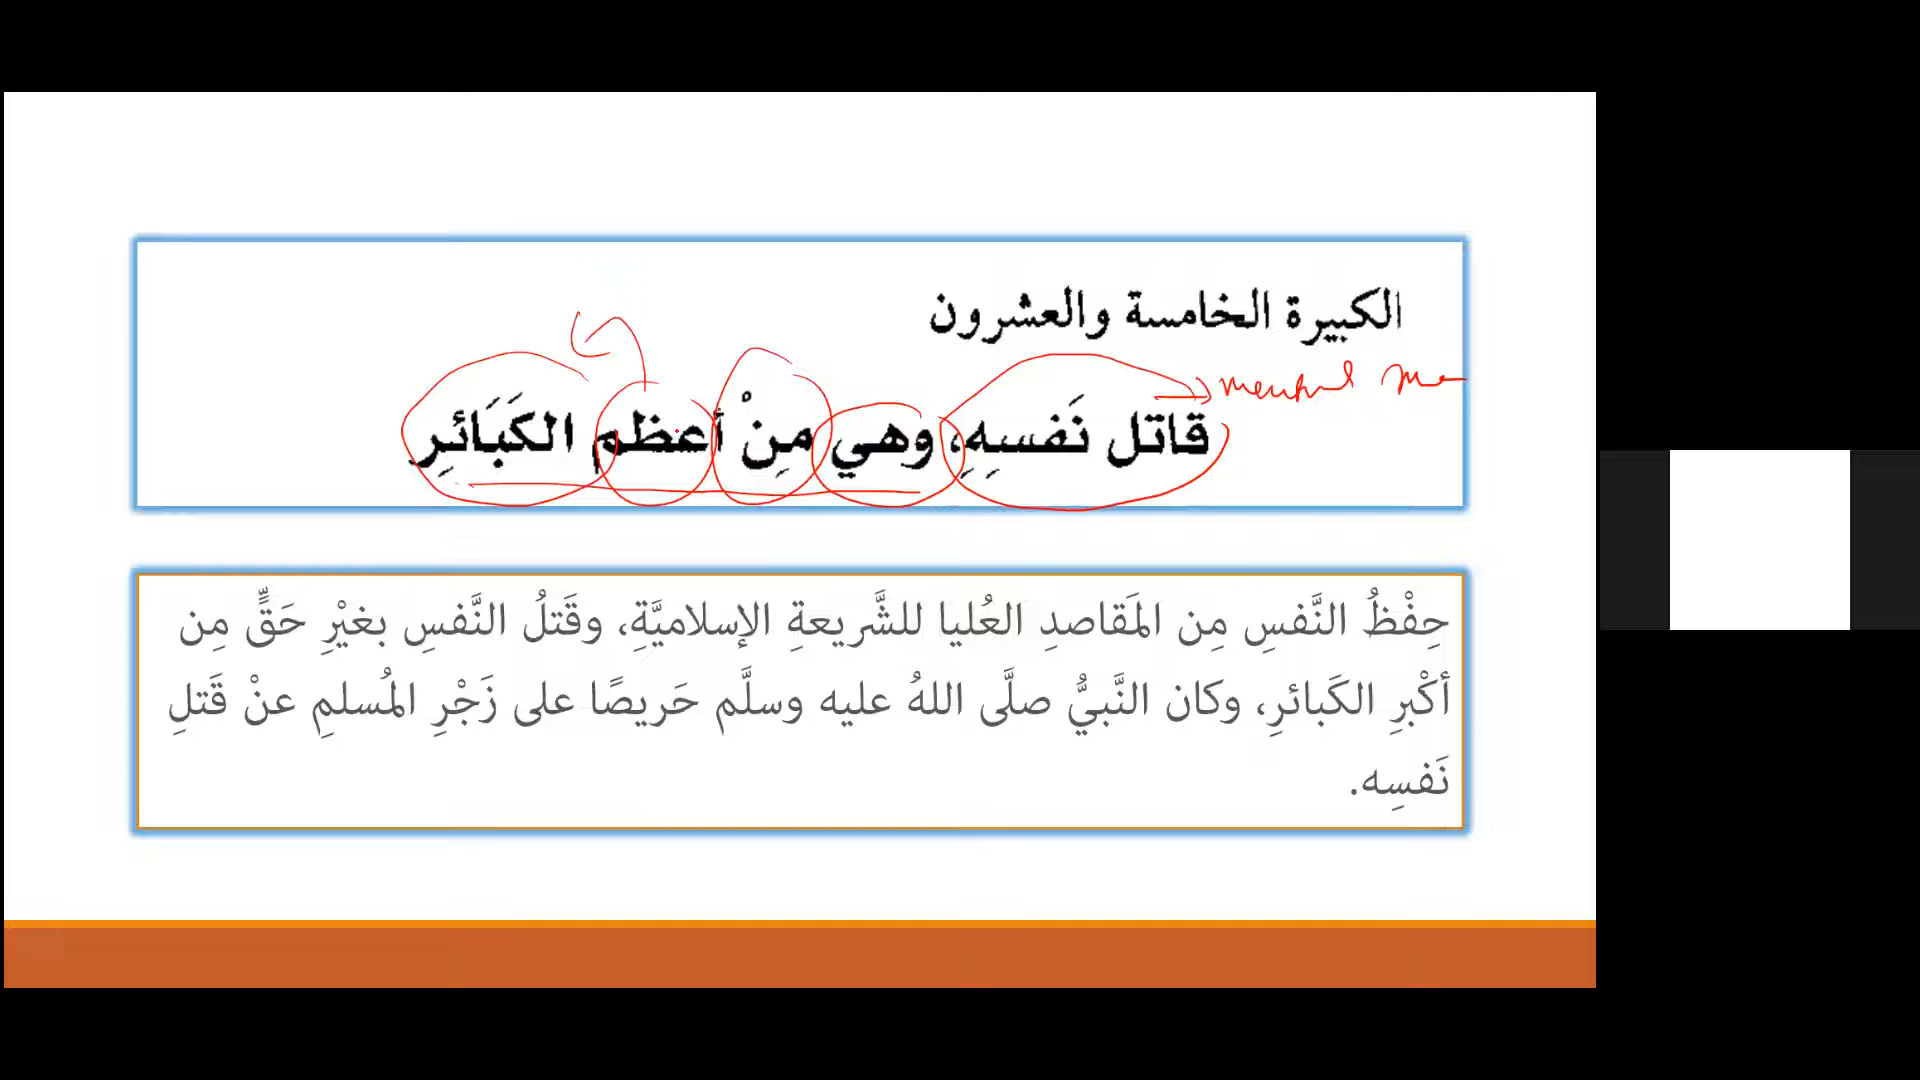 الكبيرة الخامسة والعشرون
قاتل نَفسِهِ، وهي مِنْ أعظم الكَبَائرِ
حِفْظُ النَّفسِ مِن المَقاصدِ العُليا للشَّريعةِ الإسلاميَّةِ، وقَتلُ النَّفسِ بغيْرِ حَقٍّ مِن
أكْبرِ الكَبائرِ، وكان النَّبيُّ صلَّى اللهُ عليه وسلَّم حَريصًا على زَجْرِ المُسلمِ عنْ قَتلِ
نَفسِه.